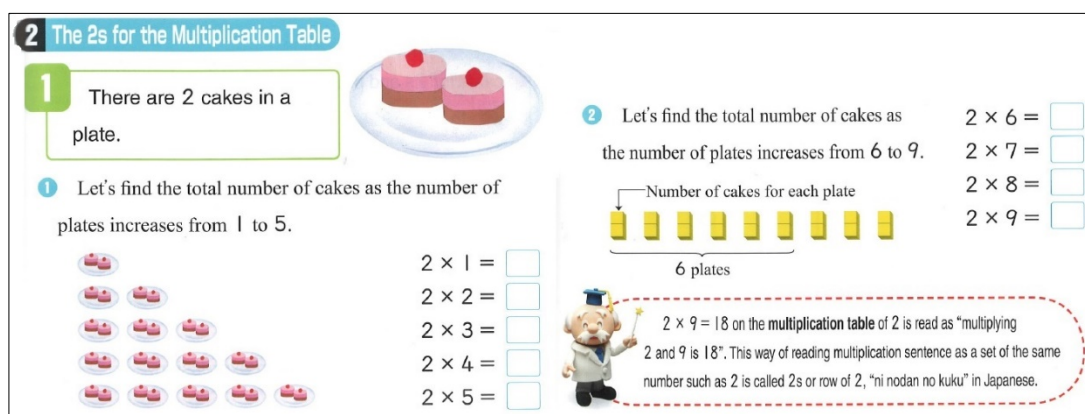 2 The 2s for the Multiplication Table
1
There are 2 cakes in a
plate.
1 Let's find the total number of cakes as the number of
plates increases from 1 to 5.
2 × 1 =
2 × 2 =
2 × 3 =
2 × 4 =
2 × 5 =
2 Let's find the total number of cakes as
the number of plates increases from 6 to 9.
Number of cakes for each plate
6 plates
2 × 6 =
2 × 7 =
2 × 8 =
2 × 9 =
2 × 9 = 18 on the multiplication table of 2 is read as “multiplying
2 and 9 is 18”. This way of reading multiplication sentence as a set of the same
number such as 2 is called 2s or row of 2, “ni nodan no kuku” in Japanese.